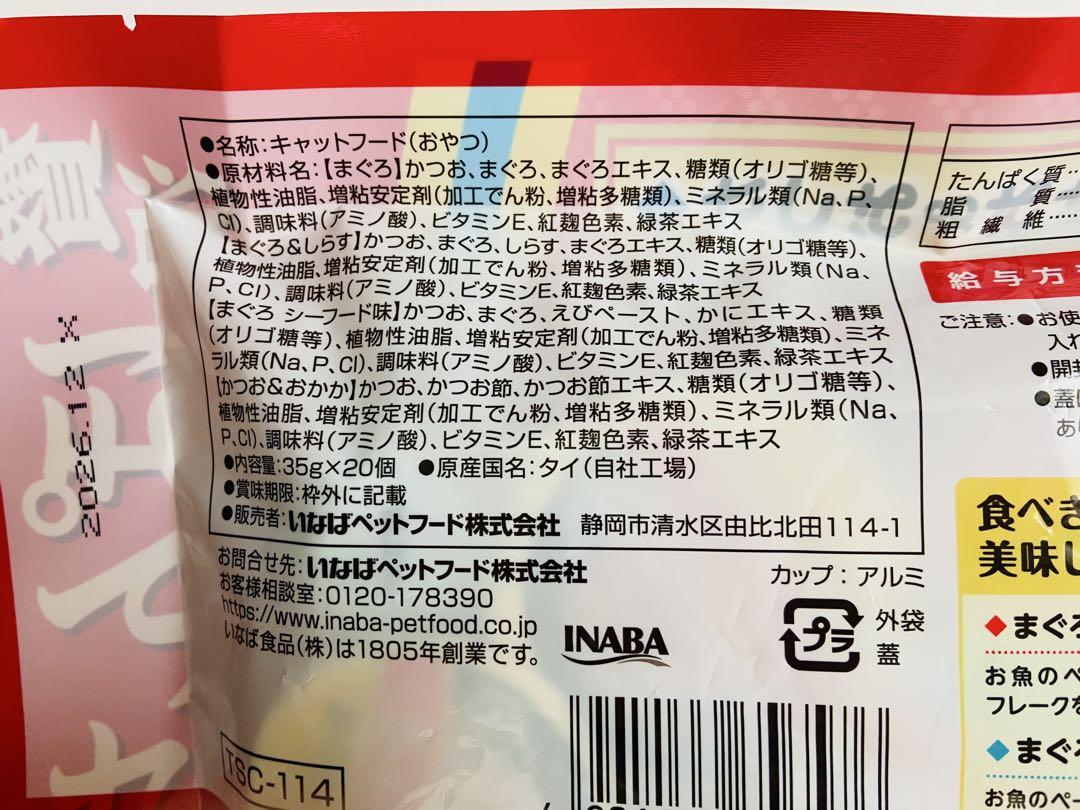 ●名称:キャットフード(おやつ)
●原材料名:【まぐろ】かつお、まぐろ、まぐろエキス、糖類(オリゴ糖等)、
植物性油脂、増粘安定剤(加工でん粉、増粘多糖類)、ミネラル類(Na、P、
Cl)、調味料(アミノ酸)、ビタミンE、紅麹色素、緑茶エキス
【まぐろ&しらす】かつお、まぐろ、しらす、まぐろエキス、糖類(オリゴ糖等)、
植物性油脂、増粘安定剤(加工でん粉、増粘多糖類)、ミネラル類(Na、
P、Cl)、調味料(アミノ酸)、ビタミンE、紅麹色素、緑茶エキス
【まぐろ シーフード味】かつお、まぐろ、えびペースト、かにエキス、糖類
(オリゴ糖等)、植物性油脂、増粘安定剤(加工でん粉、増粘多糖類)、ミネ
ラル類(Na、P、Cl)、調味料(アミノ酸)、ビタミンE、紅麹色素、緑茶エキス
【かつお&おかか】かつお、かつお節、かつお節エキス、糖類(オリゴ糖等)、
植物性油脂、増粘安定剤(加工でん粉、増粘多糖類)、ミネラル類(Na、
P、Cl)、調味料(アミノ酸)、ビタミンE、紅麹色素、緑茶エキス
●内容量:35g×20個 ●原産国名:タイ(自社工場)
●賞味期限:枠外に記載
●販売者:いなばペットフード株式会社 静岡市清水区由比北田114-1
お問合せ先:いなばペットフード株式会社
お客様相談室:0120-178390
https://www.inaba-petfood.co.jp
いなば食品(株)は1805年創業です。
INABA
カップ:アルミ
プラ
外袋
蓋
TSC-114
2026.12 X
たんぱく質…
脂質…
粗繊維……
給与方
ご注意:●お使
入れ
●開封
●蓋
あり
食べき
美味し
◆まぐろ
お魚のペ
フレークを
◆まぐろ
お魚のペー